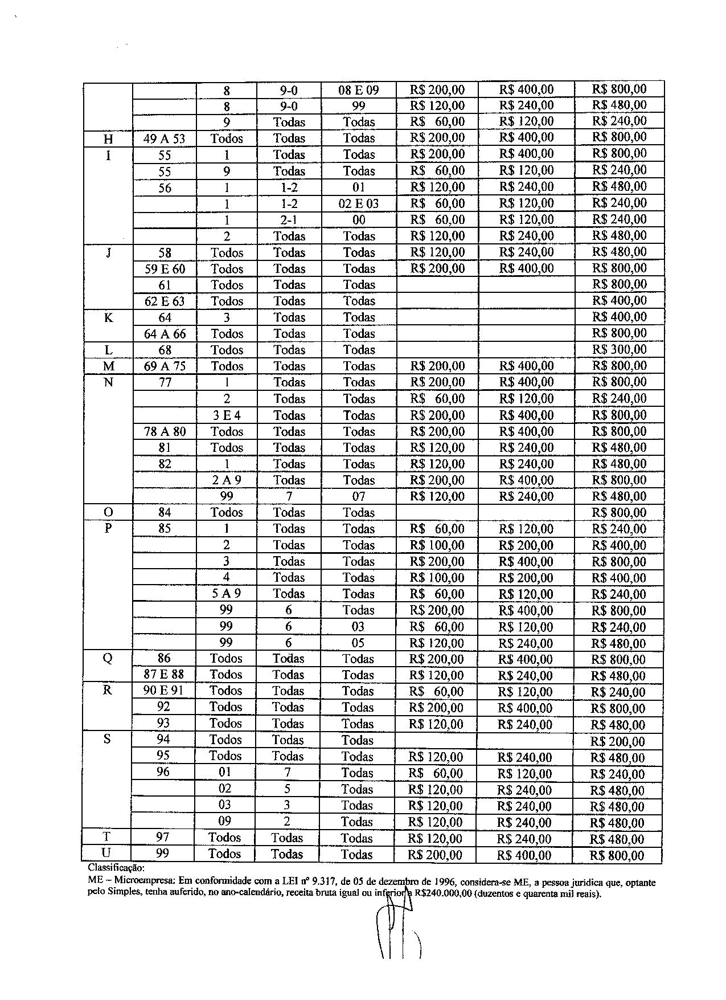 8 9-0 08 E 09 R$ 200,00 R$ 400,00 R$ 800,00
8 9-0 99 R$ 120,00 R$ 240,00 R$ 480,00
9 Todas Todas R$ 60,00 R$ 120,00 R$ 240,00
H 49 A 53 Todos Todas Todas R$ 200,00 R$ 400,00 R$ 800,00
I 55 1 Todas Todas R$ 200,00 R$ 400,00 R$ 800,00
55 9 Todas Todas R$ 60,00 R$ 120,00 R$ 240,00
56 1 1-2 01 R$ 120,00 R$ 240,00 R$ 480,00
1 1-2 02 E 03 R$ 60,00 R$ 120,00 R$ 240,00
1 2-1 00 R$ 60,00 R$ 120,00 R$ 240,00
2 Todas Todas R$ 120,00 R$ 240,00 R$ 480,00
J 58 Todos Todas Todas R$ 120,00 R$ 240,00 R$ 480,00
59 E 60 Todos Todas Todas R$ 200,00 R$ 400,00 R$ 800,00
61 Todos Todas Todas R$ 800,00
62 E 63 Todos Todas Todas R$ 400,00
K 64 3 Todas Todas R$ 400,00
64 A 66 Todos Todas Todas R$ 800,00
L 68 Todos Todas Todas R$ 300,00
M 69 A 75 Todos Todas Todas R$ 200,00 R$ 400,00 R$ 800,00
N 77 1 Todas Todas R$ 200,00 R$ 400,00 R$ 800,00
2 Todas Todas R$ 60,00 R$ 120,00 R$ 240,00
3 E 4 Todas Todas R$ 200,00 R$ 400,00 R$ 800,00
78 A 80 Todos Todas Todas R$ 200,00 R$ 400,00 R$ 800,00
81 Todos Todas Todas R$ 120,00 R$ 240,00 R$ 480,00
82 1 Todas Todas R$ 120,00 R$ 240,00 R$ 480,00
2 A 9 Todas Todas R$ 200,00 R$ 400,00 R$ 800,00
99 7 07 R$ 120,00 R$ 240,00 R$ 480,00
O 84 Todos Todas Todas R$ 800,00
P 85 1 Todas Todas R$ 60,00 R$ 120,00 R$ 240,00
2 Todas Todas R$ 100,00 R$ 200,00 R$ 400,00
3 Todas Todas R$ 200,00 R$ 400,00 R$ 800,00
4 Todas Todas R$ 100,00 R$ 200,00 R$ 400,00
5 A 9 Todas Todas R$ 60,00 R$ 120,00 R$ 240,00
99 6 Todas R$ 200,00 R$ 400,00 R$ 800,00
99 6 03 R$ 60,00 R$ 120,00 R$ 240,00
99 6 05 R$ 120,00 R$ 240,00 R$ 480,00
Q 86 Todos Todas Todas R$ 200,00 R$ 400,00 R$ 800,00
87 E 88 Todos Todas Todas R$ 120,00 R$ 240,00 R$ 480,00
R 90 E 91 Todos Todas Todas R$ 60,00 R$ 120,00 R$ 240,00
92 Todos Todas Todas R$ 200,00 R$ 400,00 R$ 800,00
93 Todos Todas Todas R$ 120,00 R$ 240,00 R$ 480,00
S 94 Todos Todas Todas R$ 200,00
95 Todos Todas Todas R$ 120,00 R$ 240,00 R$ 480,00
96 01 7 Todas R$ 60,00 R$ 120,00 R$ 240,00
02 5 Todas R$ 120,00 R$ 240,00 R$ 480,00
03 3 Todas R$ 120,00 R$ 240,00 R$ 480,00
09 2 Todas R$ 120,00 R$ 240,00 R$ 480,00
T 97 Todos Todas Todas R$ 120,00 R$ 240,00 R$ 480,00
U 99 Todos Todas Todas R$ 200,00 R$ 400,00 R$ 800,00
Classificação:
ME – Microempresa: Em conformidade com a LEI nº 9.317, de 05 de dezembro de 1996, considera-se ME, a pessoa jurídica que, optante
pelo Simples, tenha auferido, no ano-calendário, receita bruta igual ou inferior a R$240.000,00 (duzentos e quarenta mil reais).